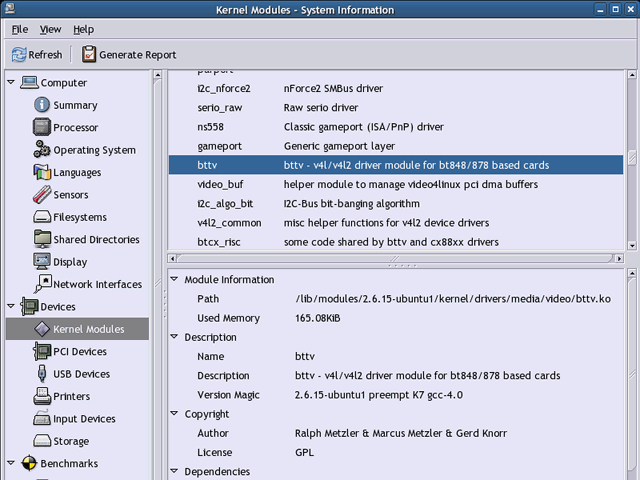 Kernel Modules - System Information
File View Help
Refresh Generate Report
Computer
Summary
Processor
Operating System
Languages
Sensors
Filesystems
Shared Directories
Display
Network Interfaces
Devices
Kernel Modules
PCI Devices
USB Devices
Printers
Input Devices
Storage
Benchmarks
parport
i2c_nforce2 nForce2 SMBus driver
serio_raw Raw serio driver
ns558 Classic gameport (ISA/PnP) driver
gameport Generic gameport layer
bttv bttv - v4l/v4l2 driver module for bt848/878 based cards
video_buf helper module to manage video4linux pci dma buffers
i2c_algo_bit I2C-Bus bit-banging algorithm
v4l2_common misc helper functions for v4l2 device drivers
btcx_risc some code shared by bttv and cx88xx drivers
Module Information
Path /lib/modules/2.6.15-ubuntu1/kernel/drivers/media/video/bttv.ko
Used Memory 165.08KiB
Description
Name bttv
Description bttv - v4l/v4l2 driver module for bt848/878 based cards
Version Magic 2.6.15-ubuntu1 preempt K7 gcc-4.0
Copyright
Author Ralph Metzler & Marcus Metzler & Gerd Knorr
License GPL
Dependencies